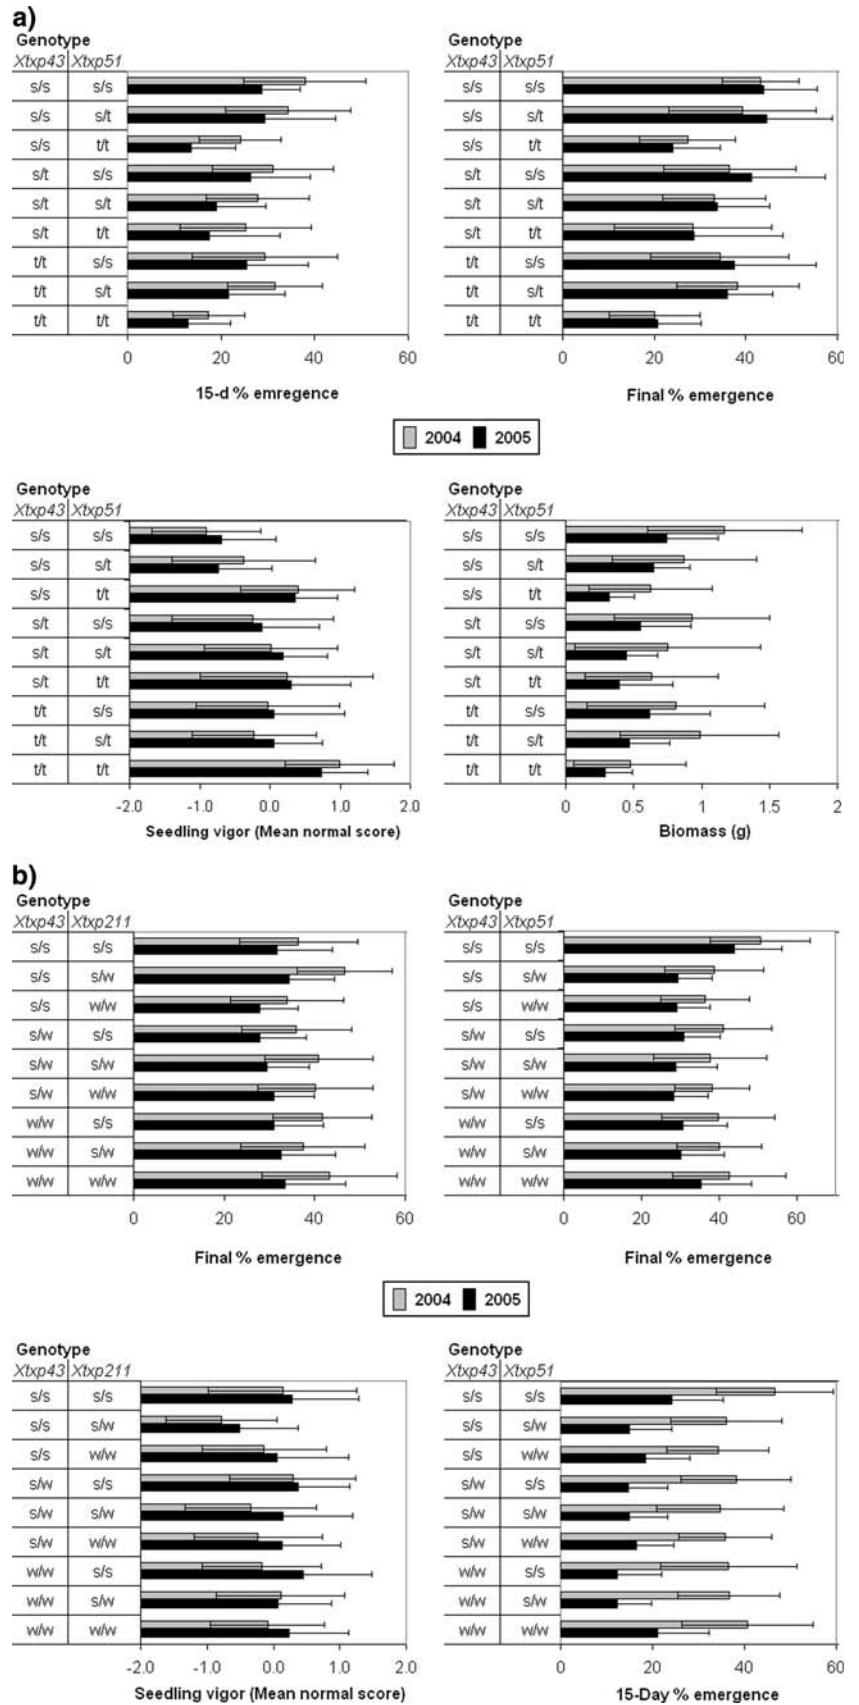 a)
Genotype
Xtxp43 Xtxp51
s/s s/s
s/s s/t
s/s t/t
s/t s/s
s/t s/t
s/t t/t
t/t s/s
t/t s/t
t/t t/t
0 20 40 60
15-d % emregence
Genotype
Xtxp43 Xtxp51
s/s s/s
s/s s/t
s/s t/t
s/t s/s
s/t s/t
s/t t/t
t/t s/s
t/t s/t
t/t t/t
0 20 40 60
Final % emergence
2004 2005
Genotype
Xtxp43 Xtxp51
s/s s/s
s/s s/t
s/s t/t
s/t s/s
s/t s/t
s/t t/t
t/t s/s
t/t s/t
t/t t/t
-2.0 -1.0 0.0 1.0 2.0
Seedling vigor (Mean normal score)
Genotype
Xtxp43 Xtxp51
s/s s/s
s/s s/t
s/s t/t
s/t s/s
s/t s/t
s/t t/t
t/t s/s
t/t s/t
t/t t/t
0 0.5 1 1.5 2
Biomass (g)
b)
Genotype
Xtxp43 Xtxp211
s/s s/s
s/s s/w
s/s w/w
s/w s/s
s/w s/w
s/w w/w
w/w s/s
w/w s/w
w/w w/w
0 20 40 60
Final % emergence
Genotype
Xtxp43 Xtxp51
s/s s/s
s/s s/w
s/s w/w
s/w s/s
s/w s/w
s/w w/w
w/w s/s
w/w s/w
w/w w/w
0 20 40 60
Final % emergence
2004 2005
Genotype
Xtxp43 Xtxp211
s/s s/s
s/s s/w
s/s w/w
s/w s/s
s/w s/w
s/w w/w
w/w s/s
w/w s/w
w/w w/w
-2.0 -1.0 0.0 1.0 2.0
Seedling vigor (Mean normal score)
Genotype
Xtxp43 Xtxp51
s/s s/s
s/s s/w
s/s w/w
s/w s/s
s/w s/w
s/w w/w
w/w s/s
w/w s/w
w/w w/w
0 20 40 60
15-Day % emergence